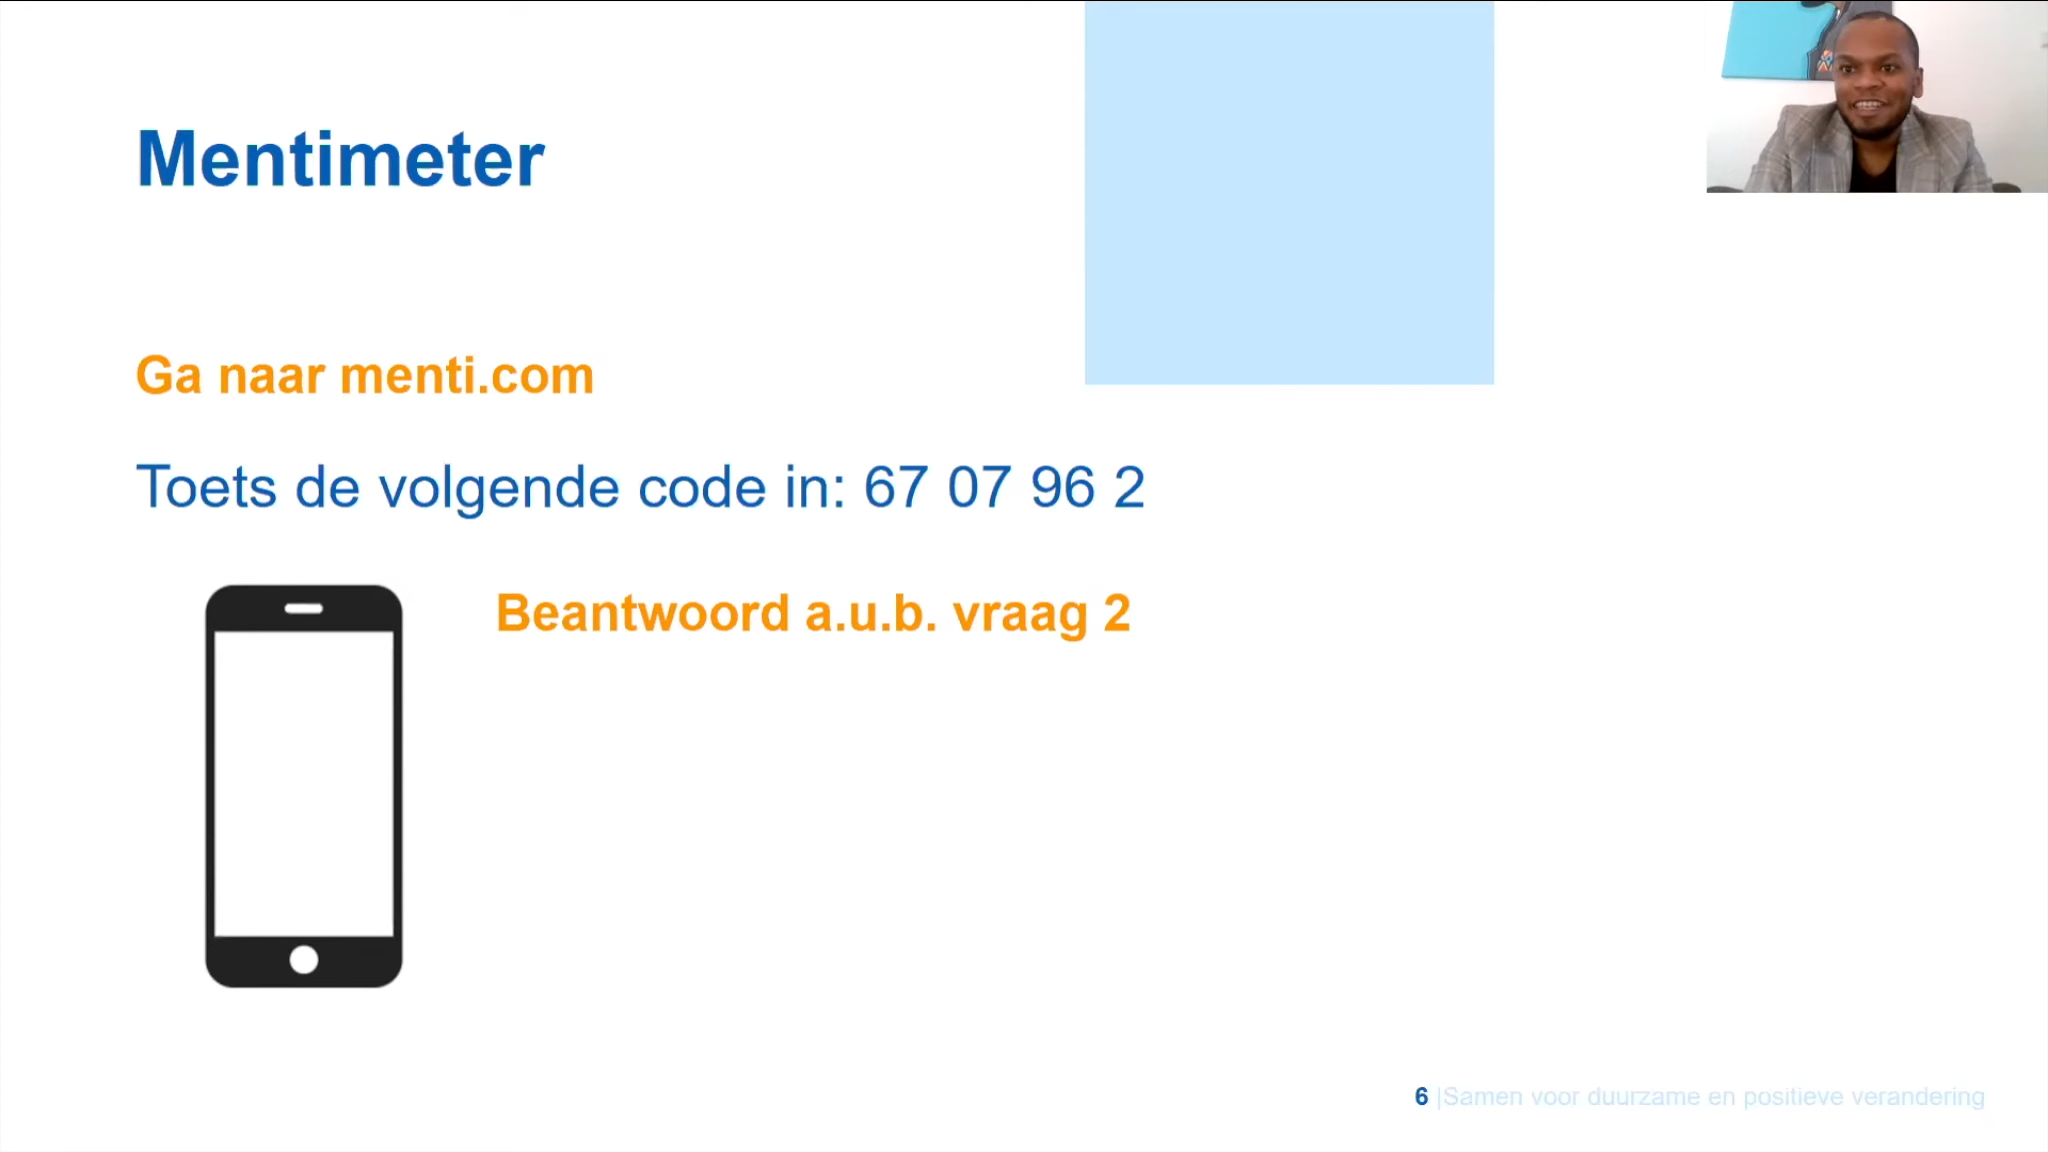 Mentimeter
Ga naar menti.com
Toets de volgende code in: 67 07 96 2
Beantwoord a.u.b. vraag 2
6 |Samen voor duurzame en positieve verandering